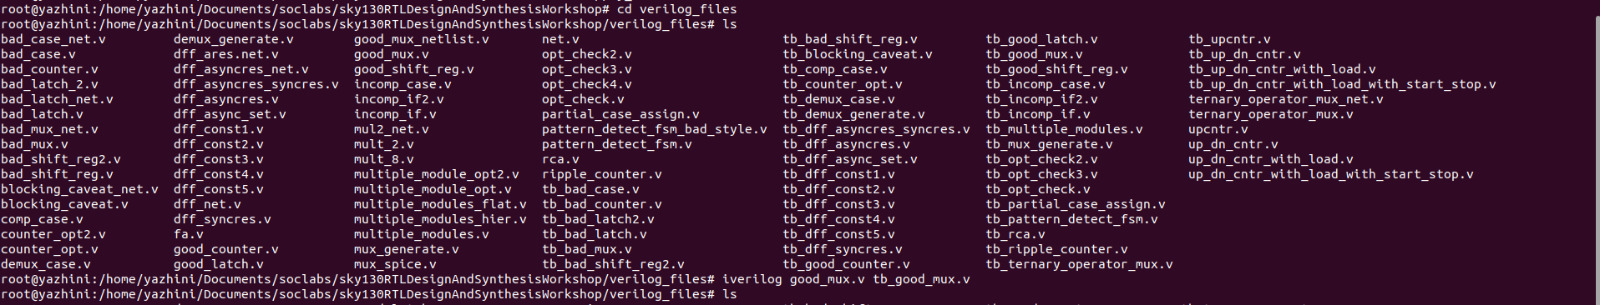 root@yazhini:/home/yazhini/Documents/soclabs/sky130RTLDesignAndSynthesisWorkshop# cd verilog_files
root@yazhini:/home/yazhini/Documents/soclabs/sky130RTLDesignAndSynthesisWorkshop/verilog_files# ls
bad_case_net.v demux_generate.v good_mux_netlist.v net.v tb_bad_shift_reg.v tb_good_latch.v tb_upcntr.v
bad_case.v dff_ares.net.v good_mux.v opt_check2.v tb_blocking_caveat.v tb_good_mux.v tb_up_dn_cntr.v
bad_counter.v dff_asyncres_net.v good_shift_reg.v opt_check3.v tb_comp_case.v tb_good_shift_reg.v tb_up_dn_cntr_with_load.v
bad_latch_2.v dff_asyncres_syncres.v incomp_case.v opt_check4.v tb_counter_opt.v tb_incomp_case.v tb_up_dn_cntr_with_load_with_start_stop.v
bad_latch_net.v dff_asyncres.v incomp_if2.v opt_check.v tb_demux_case.v tb_incomp_if2.v ternary_operator_mux_net.v
bad_latch.v dff_async_set.v incomp_if.v partial_case_assign.v tb_demux_generate.v tb_incomp_if.v ternary_operator_mux.v
bad_mux_net.v dff_const1.v mul2_net.v pattern_detect_fsm_bad_style.v tb_dff_asyncres_syncres.v tb_multiple_modules.v upcntr.v
bad_mux.v dff_const2.v mult_2.v pattern_detect_fsm.v tb_dff_asyncres.v tb_mux_generate.v up_dn_cntr.v
bad_shift_reg2.v dff_const3.v mult_8.v rca.v tb_dff_async_set.v tb_opt_check2.v up_dn_cntr_with_load.v
bad_shift_reg.v dff_const4.v multiple_module_opt2.v ripple_counter.v tb_dff_const1.v tb_opt_check3.v up_dn_cntr_with_load_with_start_stop.v
blocking_caveat_net.v dff_const5.v multiple_module_opt.v tb_bad_case.v tb_dff_const2.v tb_opt_check.v
blocking_caveat.v dff_net.v multiple_modules_flat.v tb_bad_counter.v tb_dff_const3.v tb_partial_case_assign.v
comp_case.v dff_syncres.v multiple_modules_hier.v tb_bad_latch2.v tb_dff_const4.v tb_pattern_detect_fsm.v
counter_opt2.v fa.v multiple_modules.v tb_bad_latch.v tb_dff_const5.v tb_rca.v
counter_opt.v good_counter.v mux_generate.v tb_bad_mux.v tb_dff_syncres.v tb_ripple_counter.v
demux_case.v good_latch.v mux_spice.v tb_bad_shift_reg2.v tb_good_counter.v tb_ternary_operator_mux.v
root@yazhini:/home/yazhini/Documents/soclabs/sky130RTLDesignAndSynthesisWorkshop/verilog_files# iverilog good_mux.v tb_good_mux.v
root@yazhini:/home/yazhini/Documents/soclabs/sky130RTLDesignAndSynthesisWorkshop/verilog_files# ls